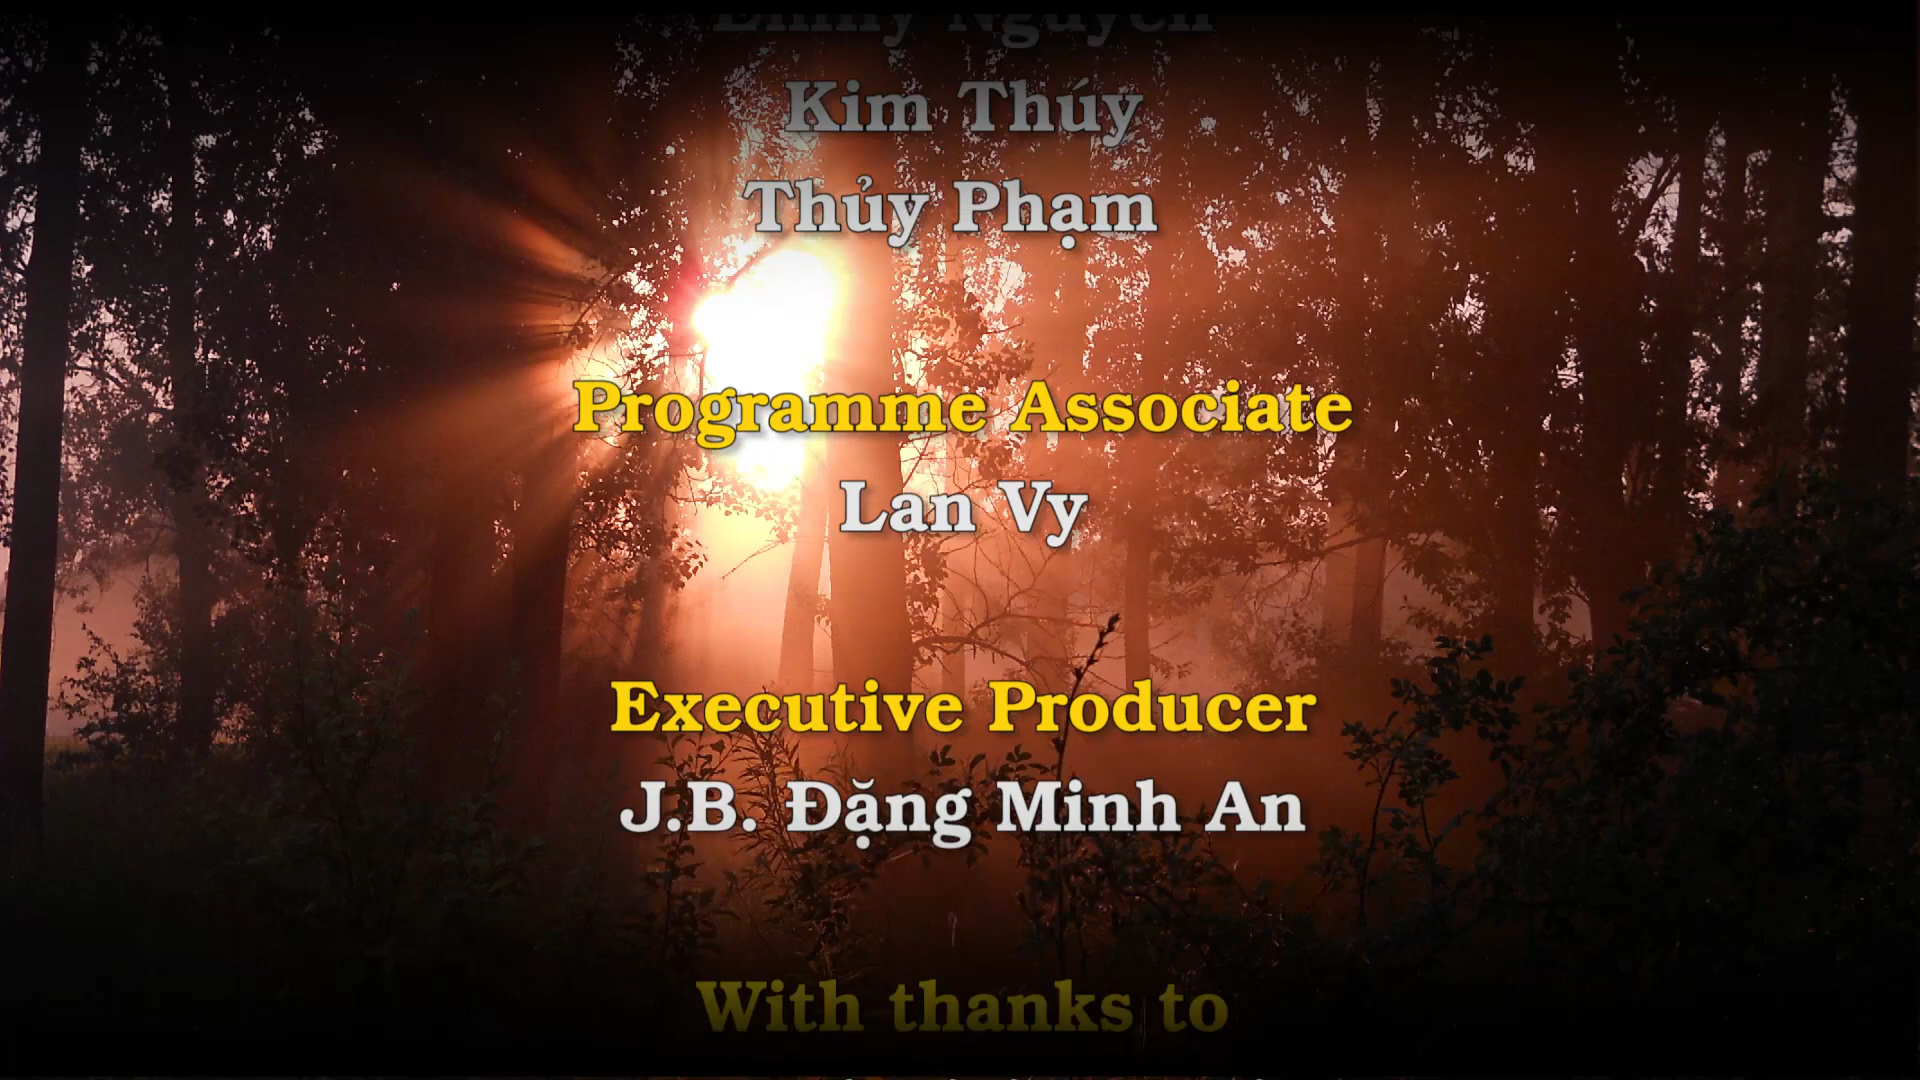 Kim Thúy
Thủy Phạm
Programme Associate
Lan Vy
Executive Producer
J.B. Đặng Minh An
With thanks to